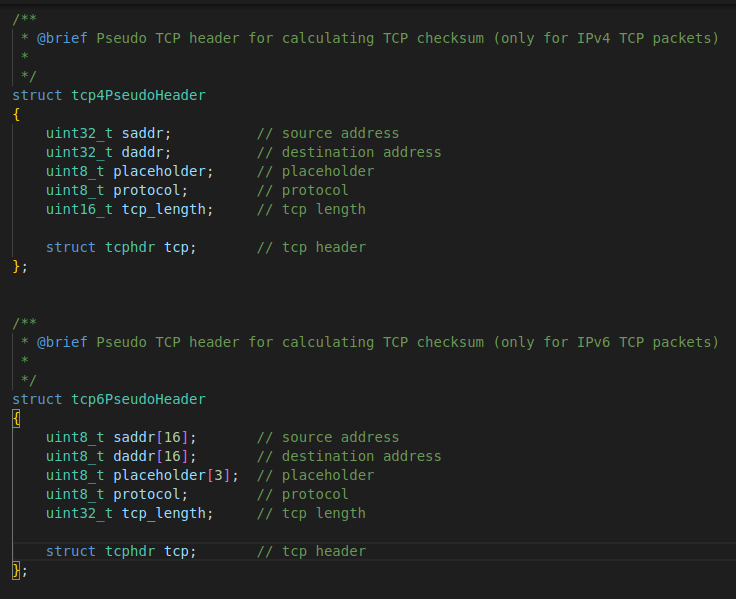 /**
 * @brief Pseudo TCP header for calculating TCP checksum (only for IPv4 TCP packets)
 *
 */
struct tcp4PseudoHeader
{
    uint32_t saddr;          // source address
    uint32_t daddr;          // destination address
    uint8_t placeholder;     // placeholder
    uint8_t protocol;        // protocol
    uint16_t tcp_length;     // tcp length

    struct tcphdr tcp;       // tcp header
};


/**
 * @brief Pseudo TCP header for calculating TCP checksum (only for IPv6 TCP packets)
 *
 */
struct tcp6PseudoHeader
{
    uint8_t saddr[16];       // source address
    uint8_t daddr[16];       // destination address
    uint8_t placeholder[3];  // placeholder
    uint8_t protocol;        // protocol
    uint32_t tcp_length;     // tcp length

    struct tcphdr tcp;       // tcp header
};